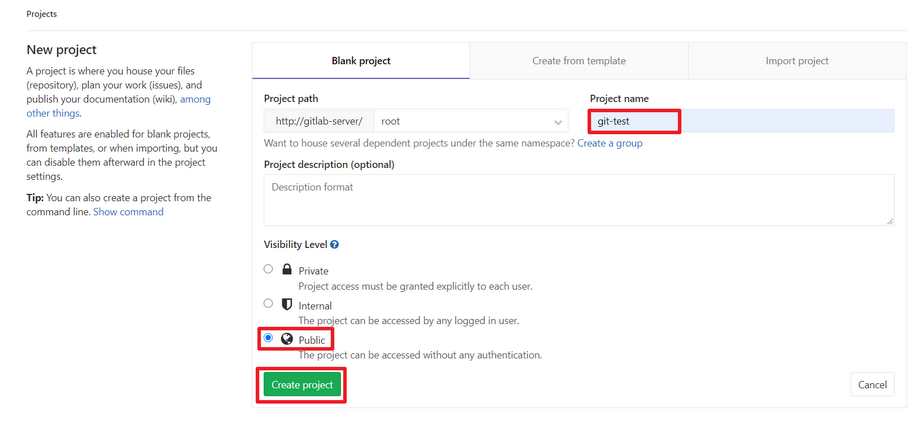 Projects
New project
A project is where you house your files
(repository), plan your work (issues), and
publish your documentation (wiki), among
other things.
All features are enabled for blank projects,
from templates, or when importing, but you
can disable them afterward in the project
settings.
Tip: You can also create a project from the
command line. Show command
Blank project
Create from template
Import project
Project path
Project name
http://gitlab-server/
root
git-test
Want to house several dependent projects under the same namespace? Create a group
Project description (optional)
Description format
Visibility Level
Private
Project access must be granted explicitly to each user.
Internal
The project can be accessed by any logged in user.
Public
The project can be accessed without any authentication.
Create project
Cancel